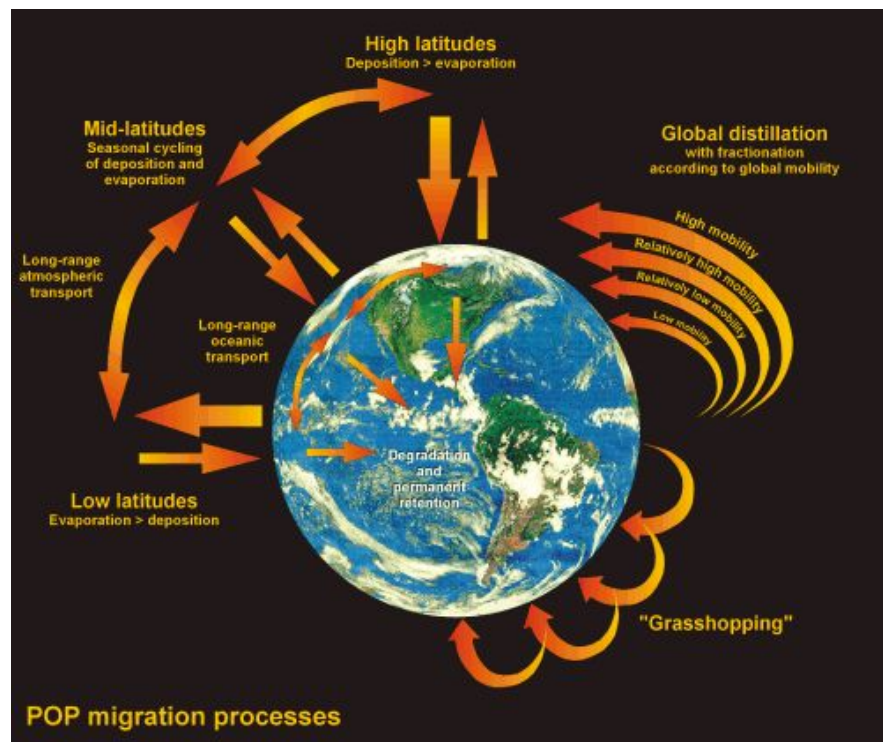 High latitudes
Deposition > evaporation
Mid-latitudes
Seasonal cycling
of deposition and
evaporation
Global distillation
with fractionation
according to global mobility
High mobility
Relatively high mobility
Relatively low mobility
Low mobility
Long-range
atmospheric
transport
Long-range
oceanic
transport
Degradation
and
permanent
retention
Low latitudes
Evaporation > deposition
"Grasshopping"
POP migration processes